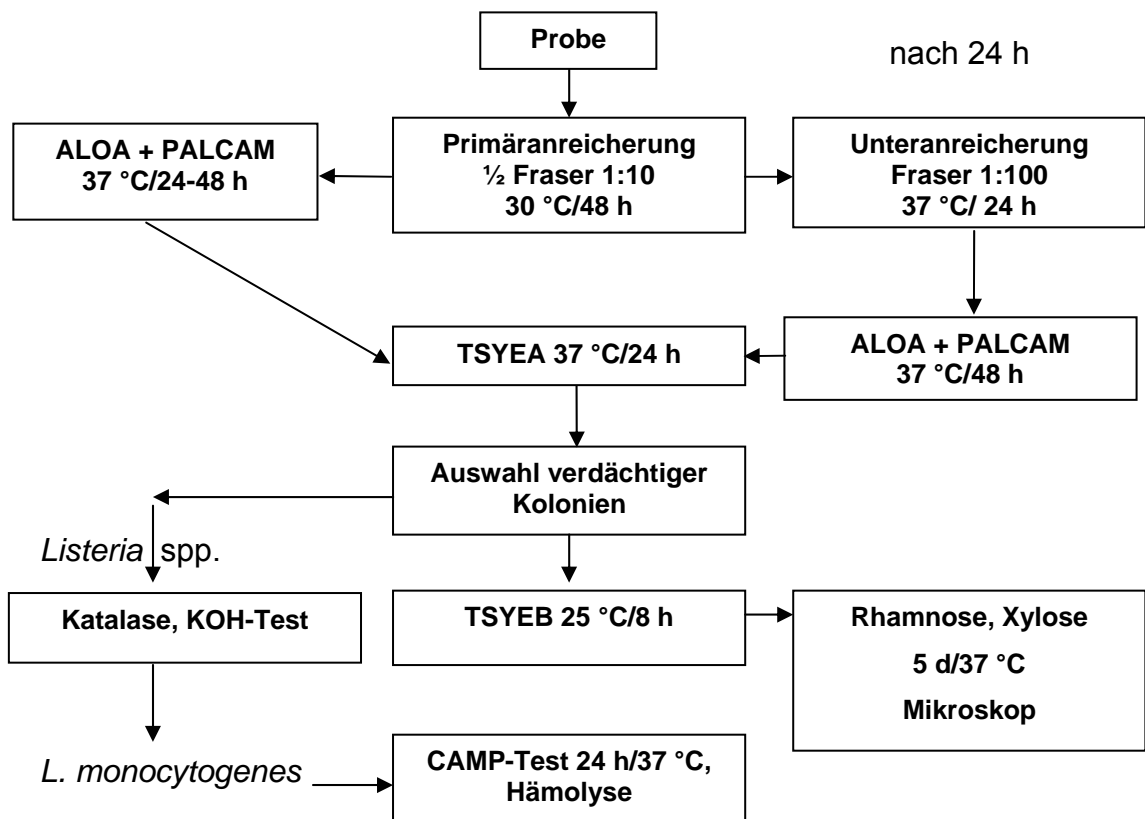 Probe
nach 24 h
ALOA + PALCAM
37 °C/24-48 h
Primäranreicherung
½ Fraser 1:10
30 °C/48 h
Unteranreicherung
Fraser 1:100
37 °C/ 24 h
TSYEA 37 °C/24 h
ALOA + PALCAM
37 °C/48 h
Auswahl verdächtiger
Kolonien
Listeria spp.
Katalase, KOH-Test
TSYEB 25 °C/8 h
Rhamnose, Xylose
5 d/37 °C
Mikroskop
L. monocytogenes
CAMP-Test 24 h/37 °C,
Hämolyse